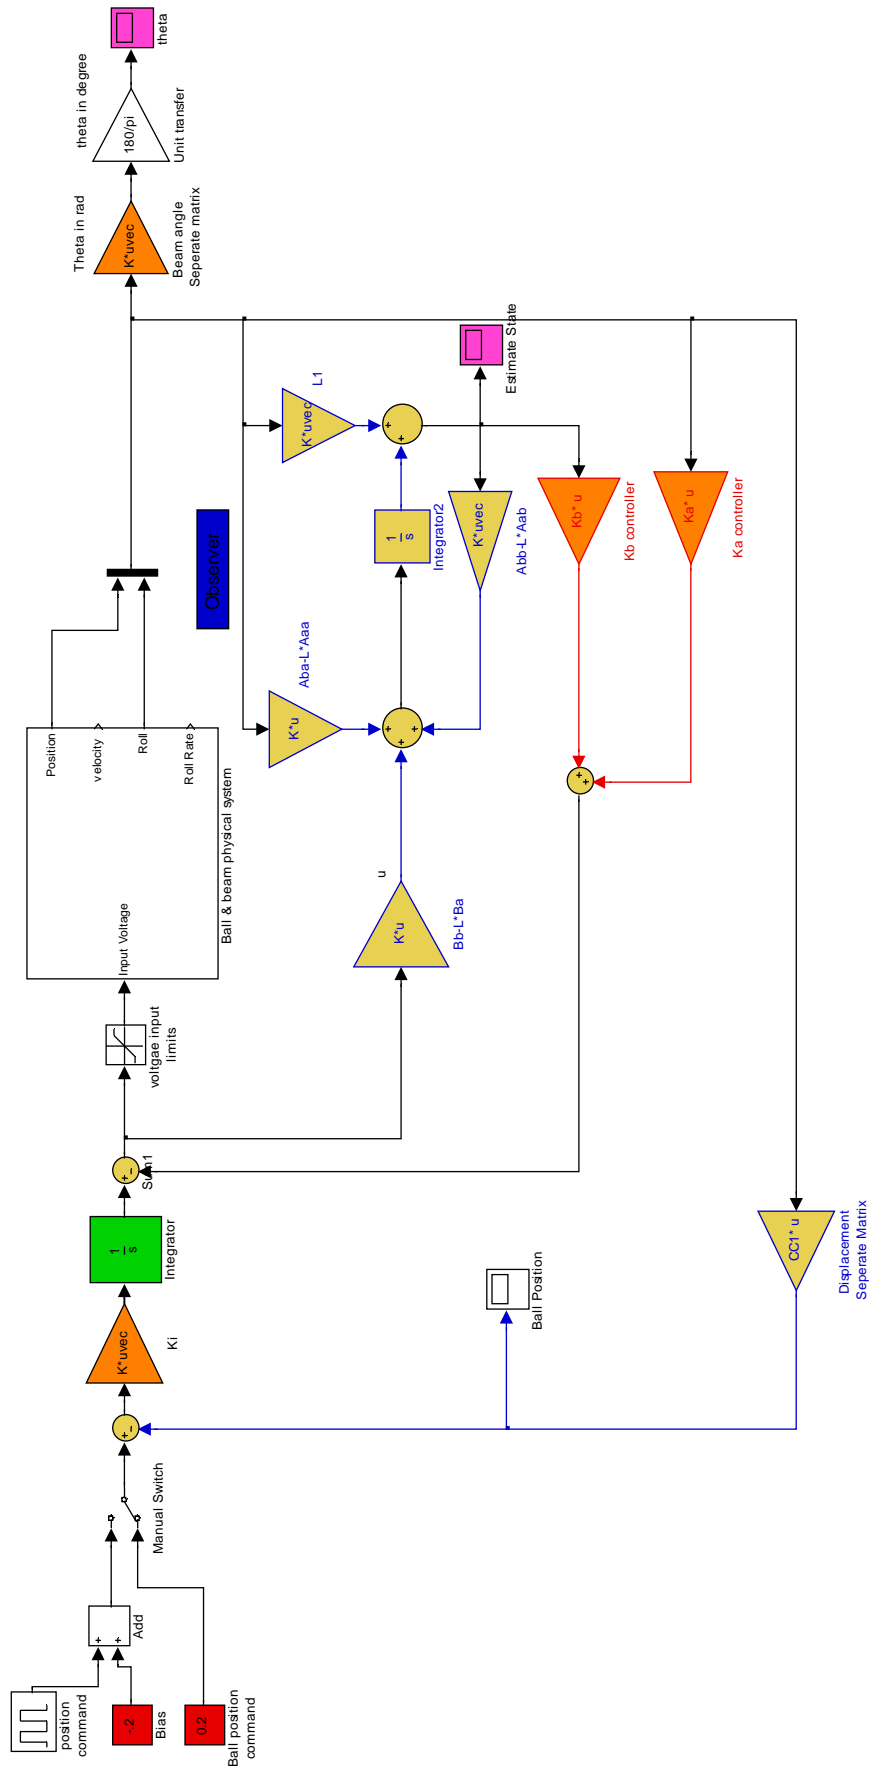 position
command
-.2
Bias
0.2
Ball position
command
+
+
Add
Manual Switch
+
-
K*uvec
Ki
1
s
Integrator
+
-
Sum1
voltgae input
limits
Input Voltage
Position
velocity
Roll
Roll Rate
Ball & beam physical system
Theta in rad
K*uvec
Beam angle
Seperate matrix
theta in degree
180/pi
Unit transfer
theta
Observer
K*u
Aba-L*Aaa
K*uvec
L1
u
K*u
Bb-L*Ba
+
+
+
1
s
Integrator2
+
+
K*uvec
Abb-L*Aab
Estimate State
Kb* u
Kb controller
+
+
Ka* u
Ka controller
Ball Position
CC1* u
Displacement
Seperate Matrix